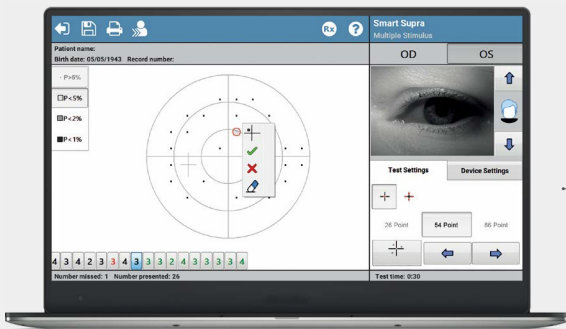 Rx ?
Smart Supra
Multiple Stimulus
Patient name:
Birth date: 05/05/1943 Record number:
OD OS
P>5%
P<5%
P<2%
P<1%
Test Settings Device Settings
26 Point 54 Point 86 Point
4 3 4 2 3 3 4 3 3 3 2 4 3 3 3 3 4
Number missed: 1 Number presented: 26
Test time: 0:30